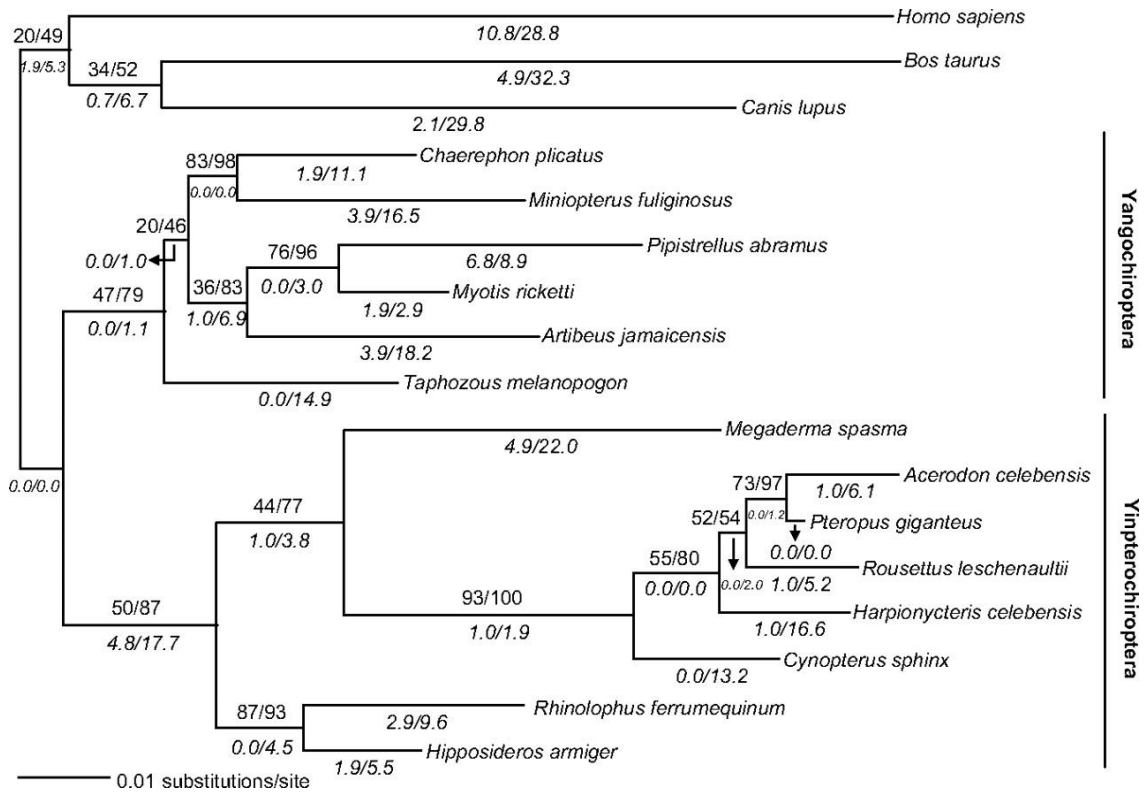 Homo sapiens
20/49
10.8/28.8
1.9/5.3
34/52
Bos taurus
4.9/32.3
0.7/6.7
Canis lupus
2.1/29.8
83/98
Chaerephon plicatus
1.9/11.1
0.0/0.0
Miniopterus fuliginosus
3.9/16.5
20/46
0.0/1.0
76/96
Pipistrellus abramus
6.8/8.9
0.0/3.0
36/83
Myotis ricketti
1.9/2.9
47/79
0.0/1.1
1.0/6.9
Artibeus jamaicensis
3.9/18.2
Taphozous melanopogon
0.0/14.9
Yangochiroptera
Megaderma spasma
4.9/22.0
73/97
Acerodon celebensis
1.0/6.1
0.0/0.0
44/77
1.0/3.8
52/54
0.0/1.2
Pteropus giganteus
0.0/0.0
55/80
0.0/0.0
0.0/2.0
Rousettus leschenaultii
1.0/5.2
50/87
4.8/17.7
93/100
1.0/1.9
Harpionycteris celebensis
1.0/16.6
Cynopterus sphinx
0.0/13.2
87/93
Rhinolophus ferrumequinum
2.9/9.6
0.0/4.5
Hipposideros armiger
1.9/5.5
Yinpterochiroptera
0.01 substitutions/site